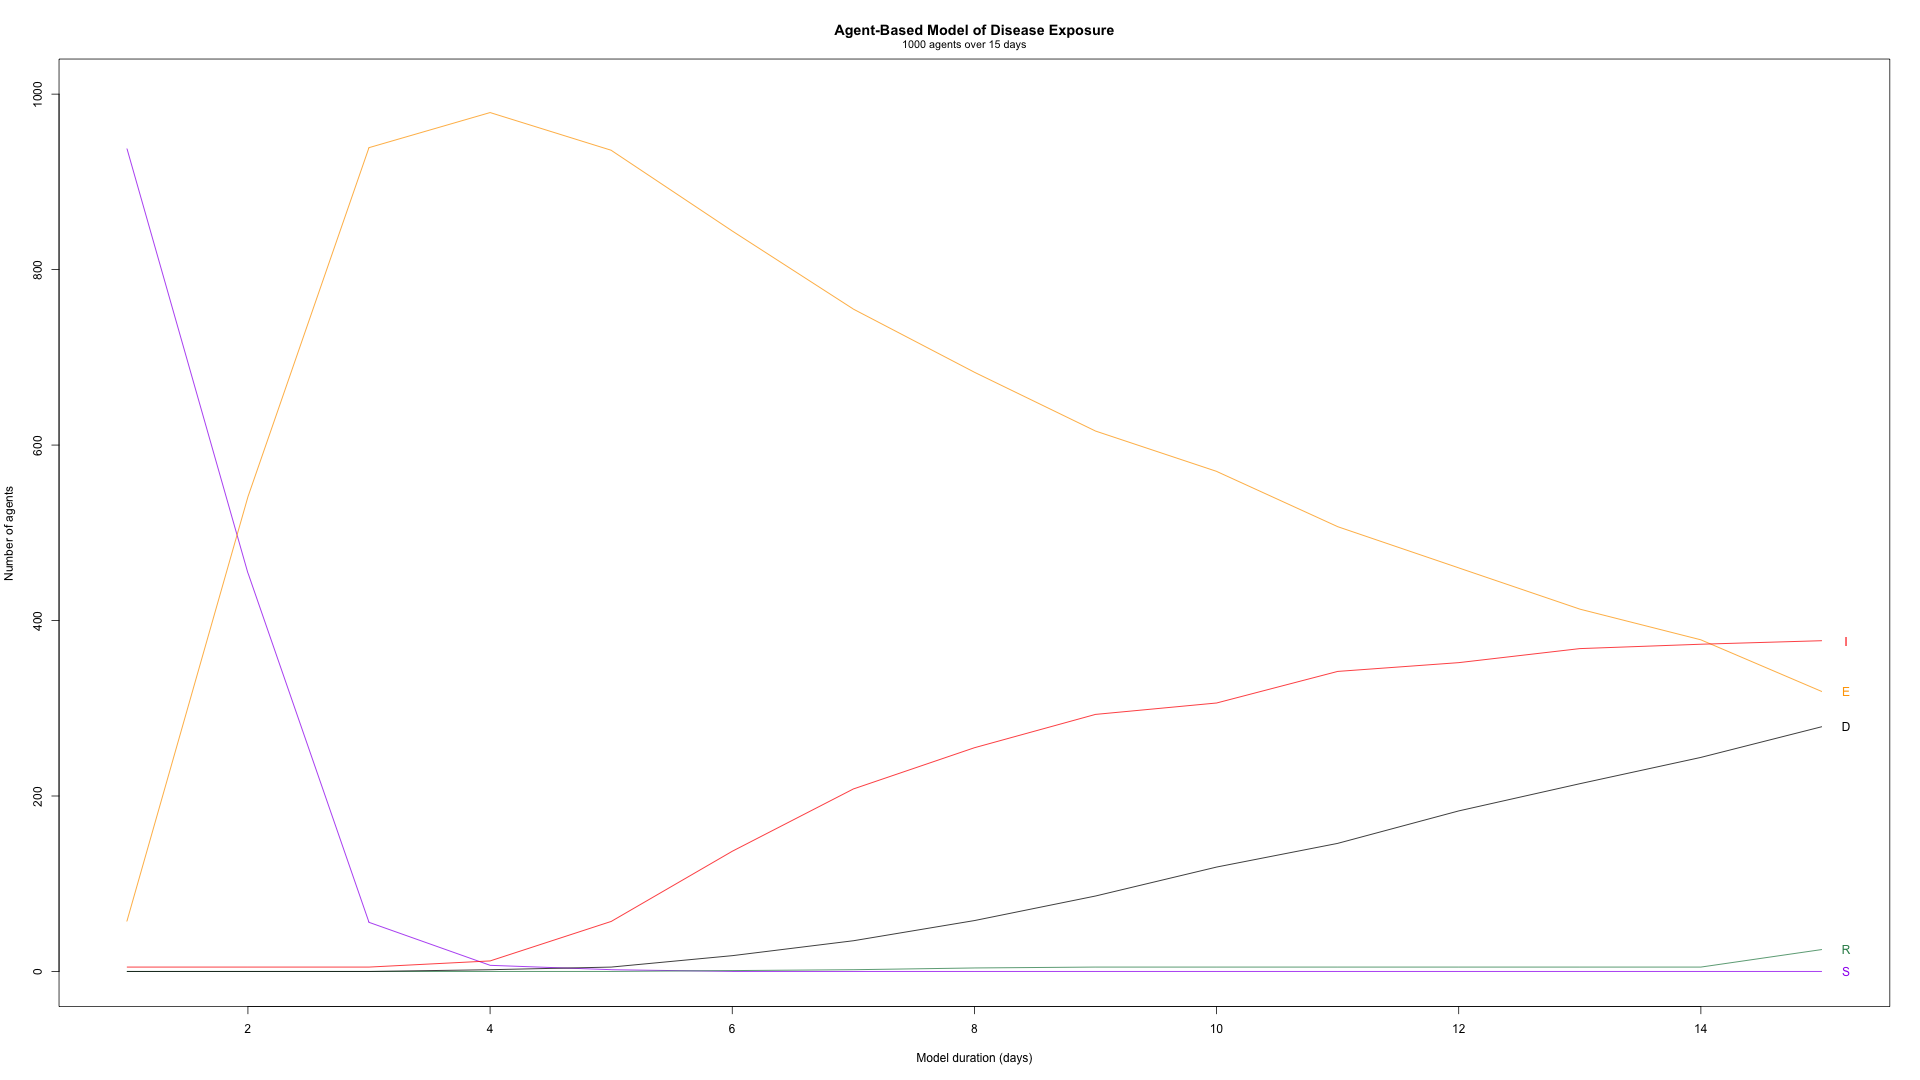 Agent-Based Model of Disease Exposure
1000 agents over 15 days
1000
800
600
400
200
0
Number of agents
I
E
D
R
S
2 4 6 8 10 12 14
Model duration (days)